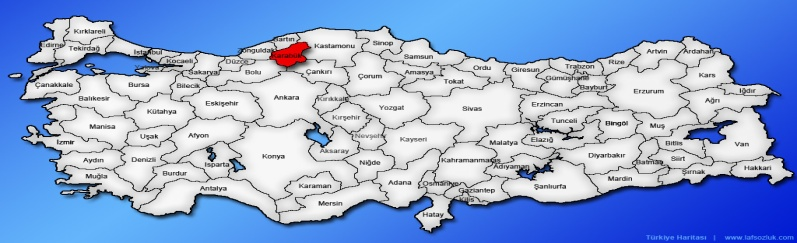 Kırklareli
Edirne
Tekirdağ
İstanbul
Kocaeli
Yalova
Sakarya
Düzce
Zonguldak
Bartın
Karabük
Kastamonu
Sinop
Samsun
Ordu
Giresun
Trabzon
Rize
Artvin
Ardahan
Kars
Iğdır
Ağrı
Çanakkale
Balıkesir
Bursa
Bilecik
Bolu
Çankırı
Çorum
Amasya
Tokat
Gümüşhane
Bayburt
Erzurum
Kütahya
Eskişehir
Ankara
Kırıkkale
Yozgat
Sivas
Erzincan
Tunceli
Bingöl
Muş
Manisa
Uşak
Afyon
Kırşehir
Nevşehir
Kayseri
Malatya
Elazığ
Bitlis
Van
İzmir
Aydın
Denizli
Isparta
Konya
Aksaray
Niğde
Kahramanmaraş
Adıyaman
Diyarbakır
Batman
Siirt
Şırnak
Hakkari
Muğla
Burdur
Antalya
Karaman
Mersin
Adana
Osmaniye
Gaziantep
Kilis
Şanlıurfa
Mardin
Hatay
Türkiye Haritası | www.lafsozluk.com